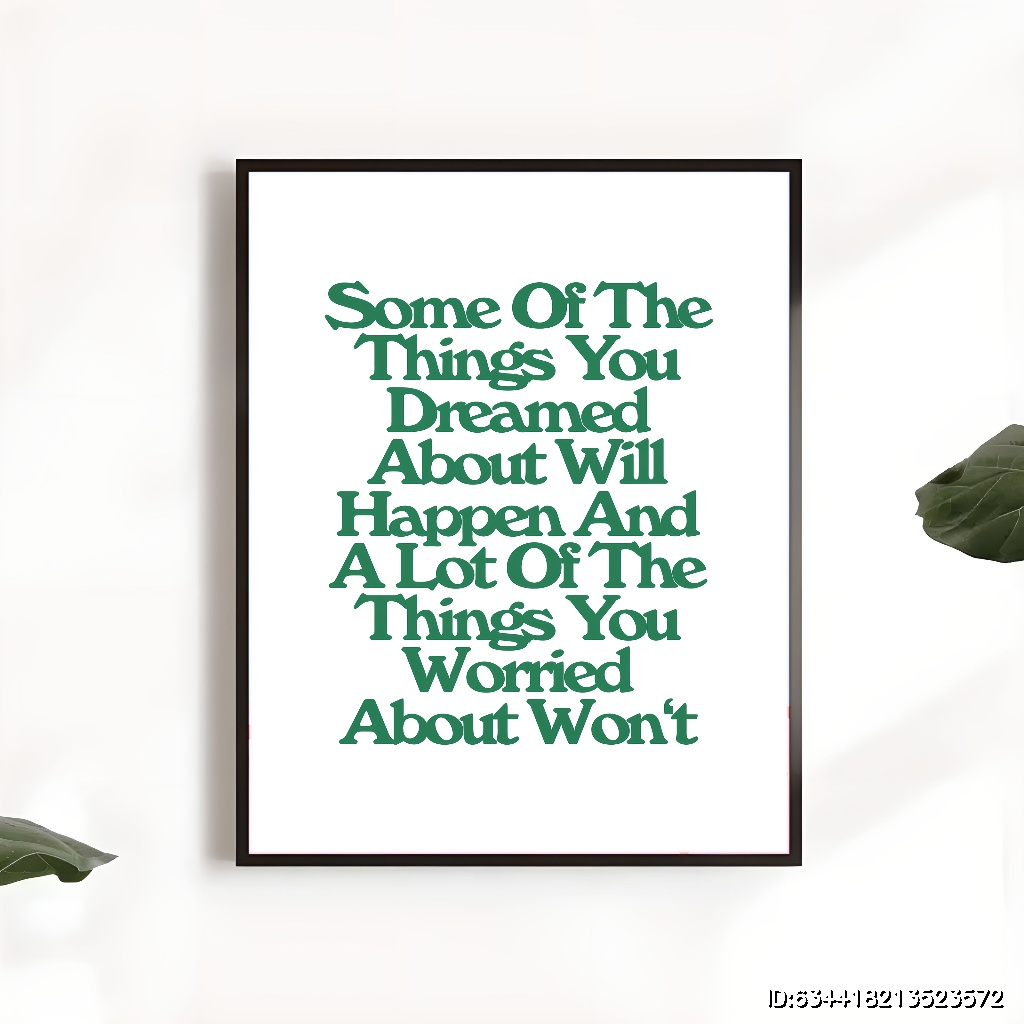 Some Of The
Things You
Dreamed
About Will
Happen And
A Lot Of The
Things You
Worried
About Won‘t
ID:634418213523572